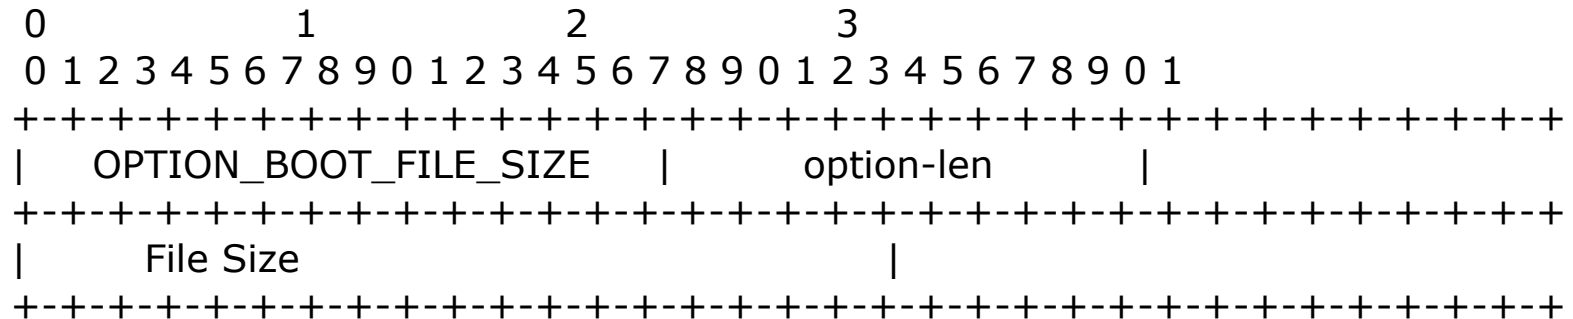 0                   1                   2                   3
0 1 2 3 4 5 6 7 8 9 0 1 2 3 4 5 6 7 8 9 0 1 2 3 4 5 6 7 8 9 0 1
+-+-+-+-+-+-+-+-+-+-+-+-+-+-+-+-+-+-+-+-+-+-+-+-+-+-+-+-+-+-+-+-+
|     OPTION_BOOT_FILE_SIZE     |          option-len           |
+-+-+-+-+-+-+-+-+-+-+-+-+-+-+-+-+-+-+-+-+-+-+-+-+-+-+-+-+-+-+-+-+
|         File Size                                          |
+-+-+-+-+-+-+-+-+-+-+-+-+-+-+-+-+-+-+-+-+-+-+-+-+-+-+-+-+-+-+-+-+